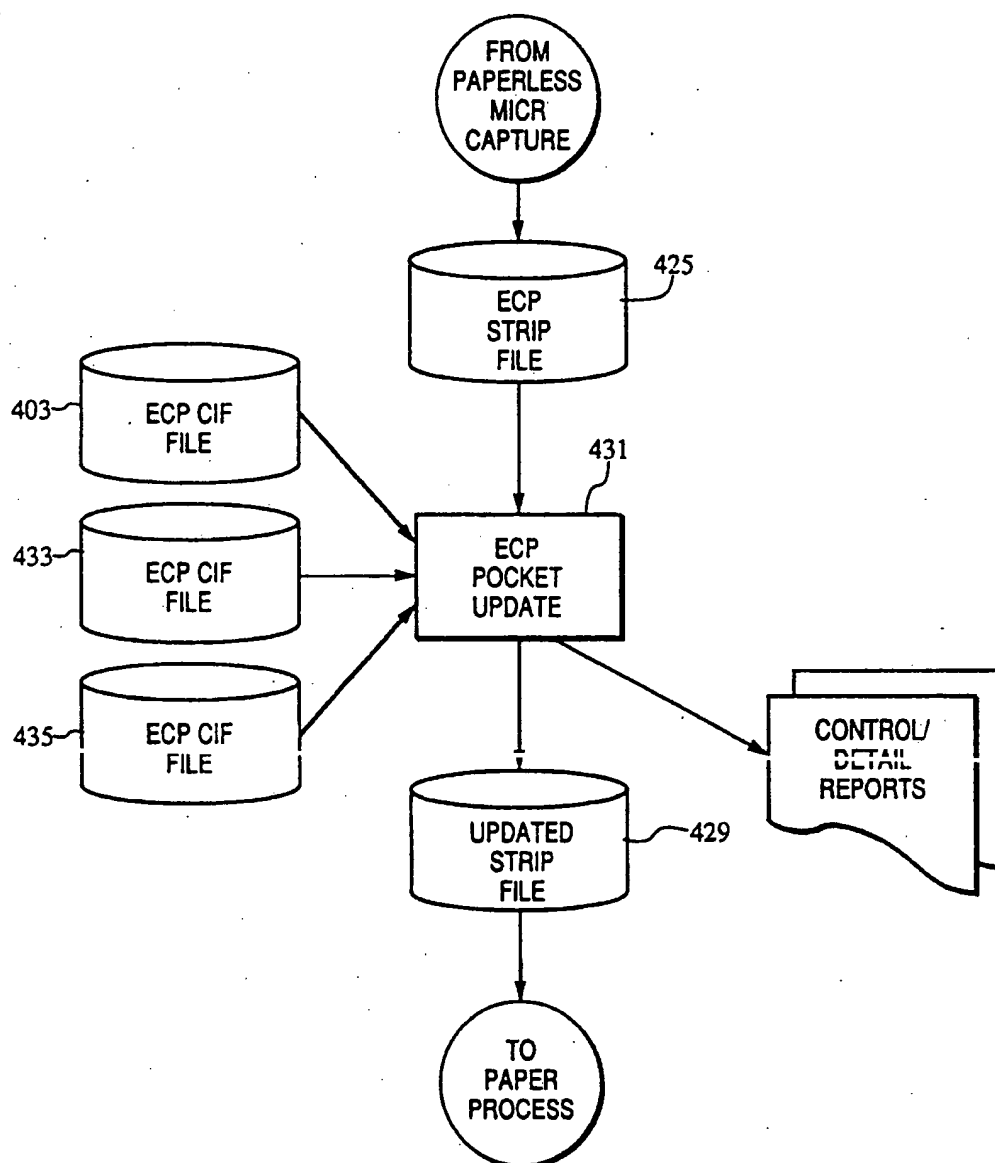 FROM
PAPERLESS
MICR
CAPTURE
425
ECP
STRIP
FILE
403
ECP CIF
FILE
431
433
ECP CIF
FILE
ECP
POCKET
UPDATE
435
ECP CIF
FILE
CONTROL/
DETAIL
REPORTS
429
UPDATED
STRIP
FILE
TO
PAPER
PROCESS